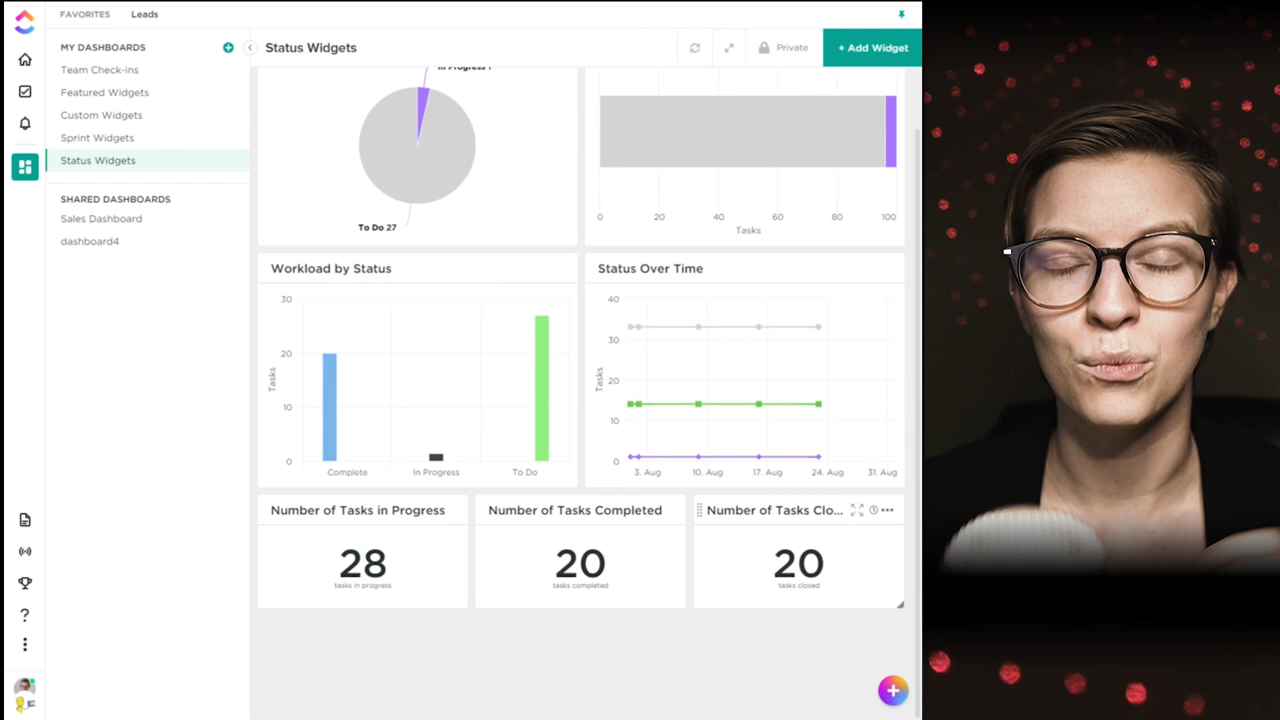 FAVORITES Leads
MY DASHBOARDS
Team Check-ins
Featured Widgets
Custom Widgets
Sprint Widgets
Status Widgets
SHARED DASHBOARDS
Sales Dashboard
dashboard4
?
Status Widgets
Private
+ Add Widget
In Progress 1
To Do 27
0 20 40 60 80 100
Tasks
Workload by Status
30
20
10
0
Tasks
Complete In Progress To Do
Status Over Time
40
30
20
10
0
Tasks
3. Aug 10. Aug 17. Aug 24. Aug 31. Aug
Number of Tasks in Progress
28
tasks in progress
Number of Tasks Completed
20
tasks completed
Number of Tasks Clo...
20
tasks closed